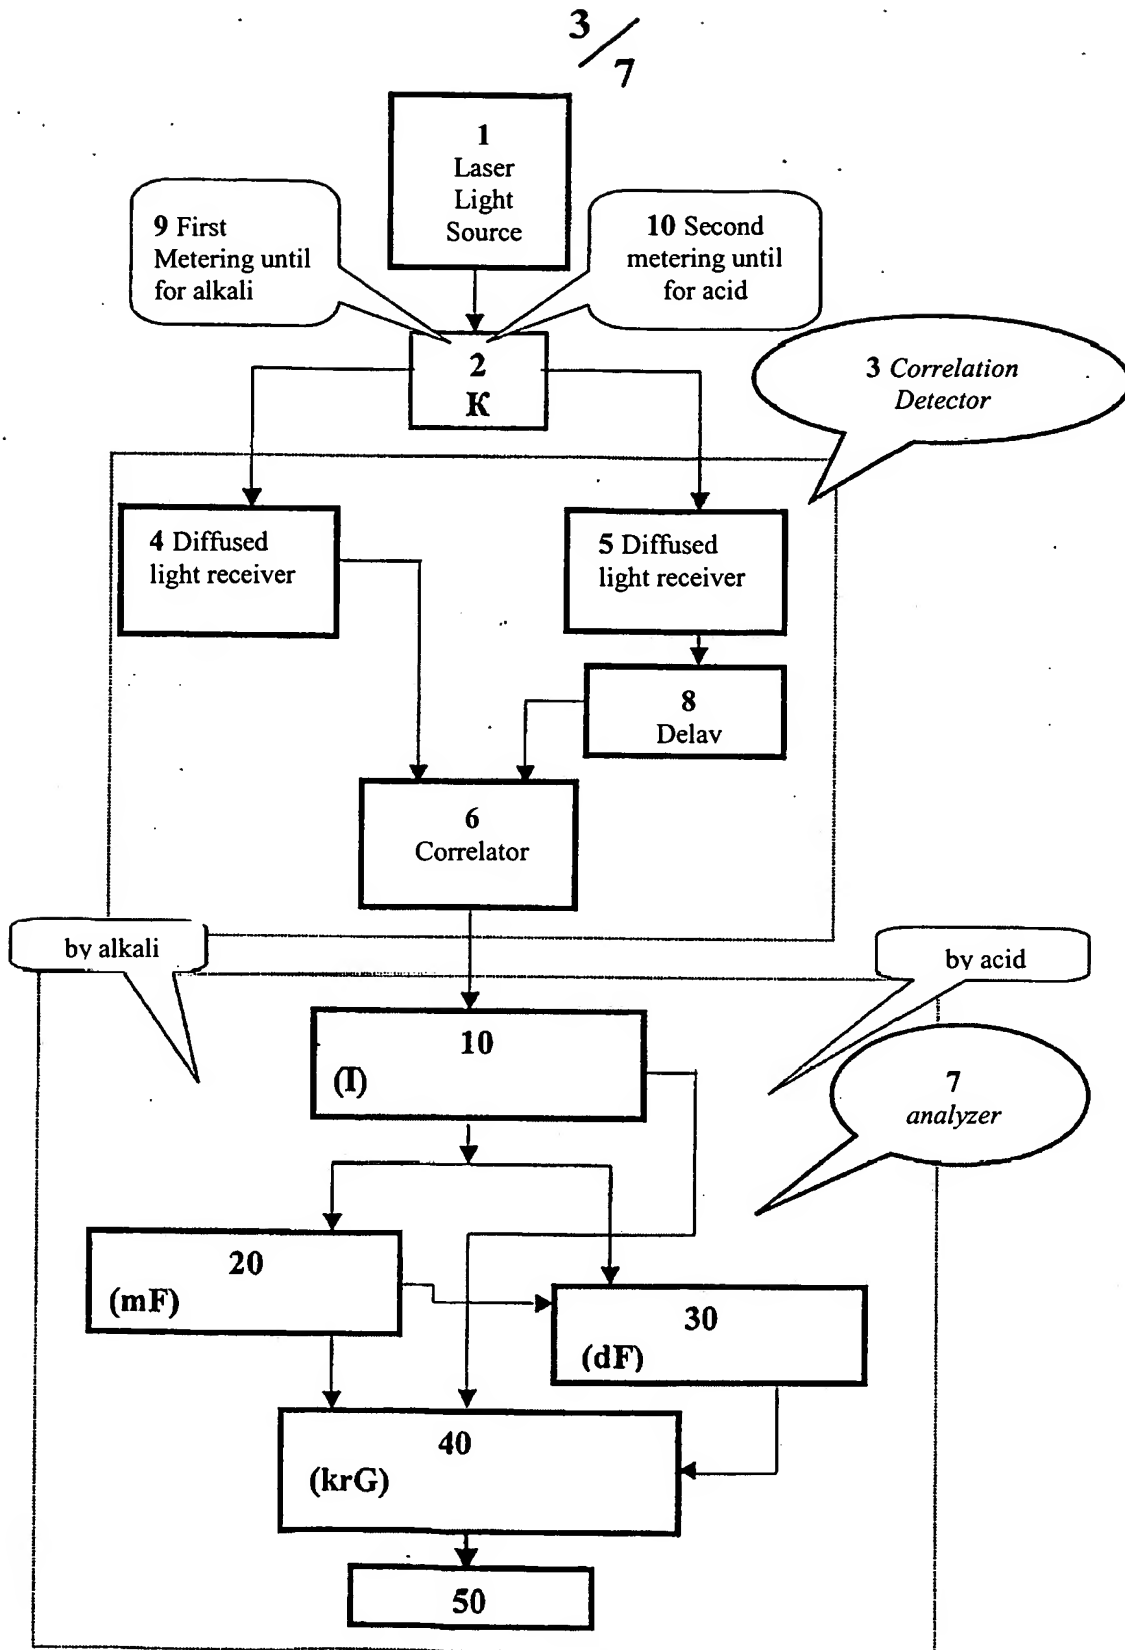 3/7
1
Laser
Light
Source
9 First
Metering until
for alkali
10 Second
metering until
for acid
2
K
3 Correlation
Detector
4 Diffused
light receiver
5 Diffused
light receiver
8
Delav
6
Correlator
by alkali
by acid
10
(I)
7
analyzer
20
(mF)
30
(dF)
40
(krG)
50